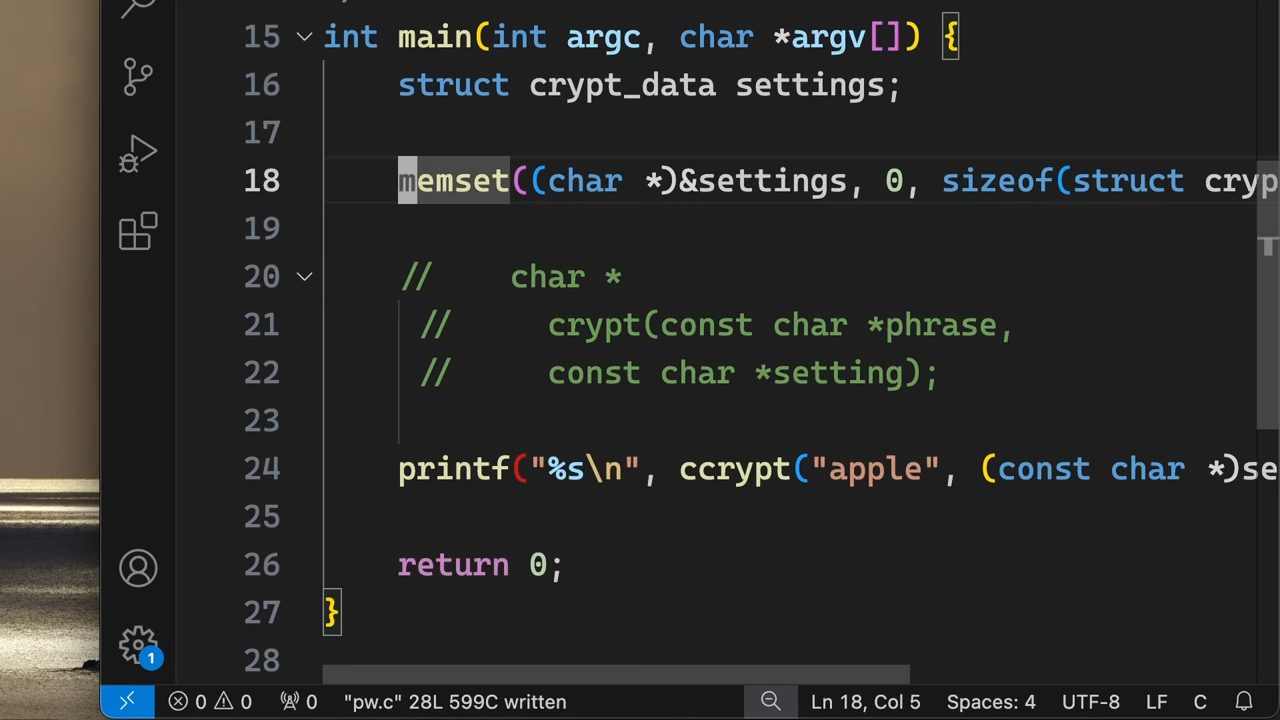 15 int main(int argc, char *argv[]) {
16 struct crypt_data settings;
17
18 memset((char *)&settings, 0, sizeof(struct cryp
19
20 // char *
21 // crypt(const char *phrase,
22 // const char *setting);
23
24 printf("%s\n", ccrypt("apple", (const char *)se
25
26 return 0;
27 }
28
1
0 0 0 "pw.c" 28L 599C written Ln 18, Col 5 Spaces: 4 UTF-8 LF C